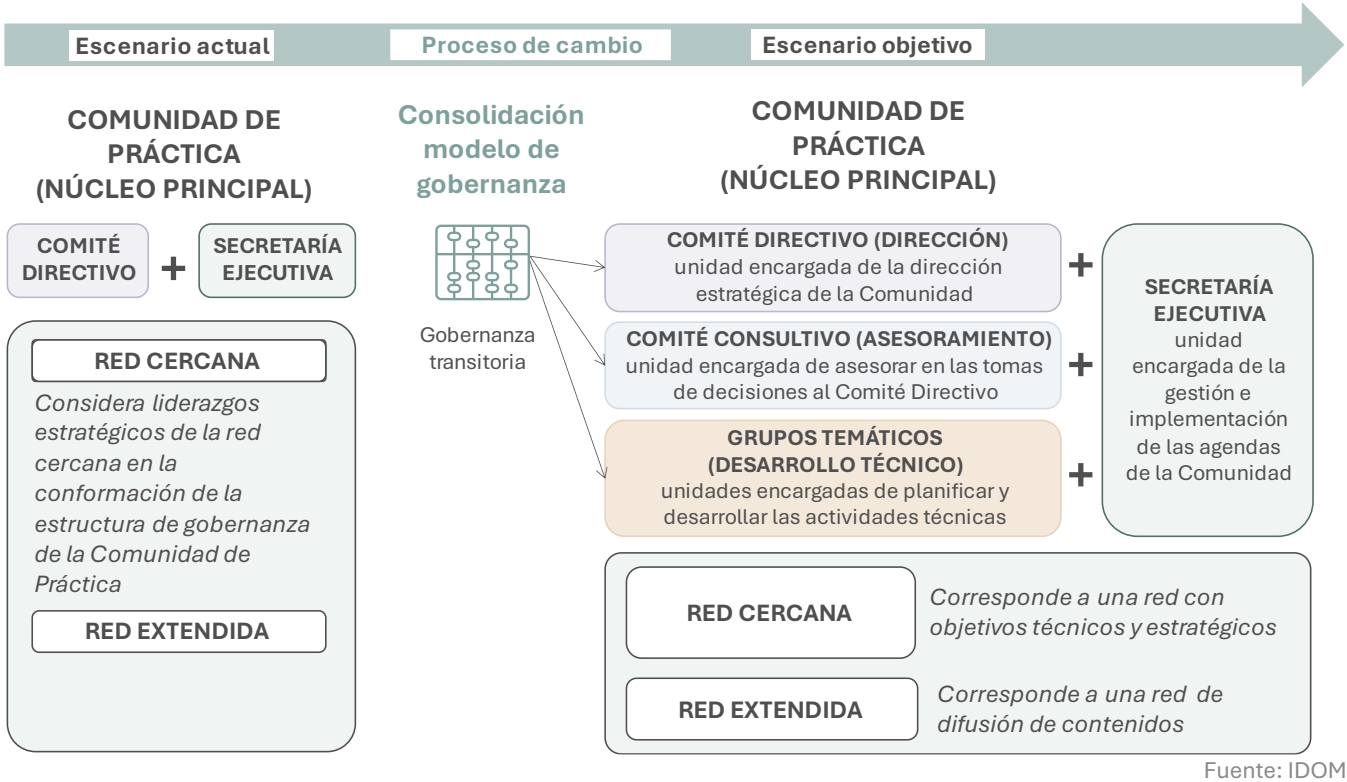 Escenario actual
Proceso de cambio
Escenario objetivo
COMUNIDAD DE
PRÁCTICA
(NÚCLEO PRINCIPAL)
COMITÉ
DIRECTIVO
+
SECRETARÍA
EJECUTIVA
RED CERCANA
Considera liderazgos
estratégicos de la red
cercana en la
conformación de la
estructura de gobernanza
de la Comunidad de
Práctica
RED EXTENDIDA
Consolidación
modelo de
gobernanza
Gobernanza
transitoria
COMUNIDAD DE
PRÁCTICA
(NÚCLEO PRINCIPAL)
COMITÉ DIRECTIVO (DIRECCIÓN)
unidad encargada de la dirección
estratégica de la Comunidad
+
COMITÉ CONSULTIVO (ASESORAMIENTO)
unidad encargada de asesorar en las tomas
de decisiones al Comité Directivo
+
GRUPOS TEMÁTICOS
(DESARROLLO TÉCNICO)
unidades encargadas de planificar y
desarrollar las actividades técnicas
+
SECRETARÍA
EJECUTIVA
unidad
encargada de la
gestión e
implementación
de las agendas
de la Comunidad
RED CERCANA
Corresponde a una red con
objetivos técnicos y estratégicos
RED EXTENDIDA
Corresponde a una red de
difusión de contenidos
Fuente: IDOM